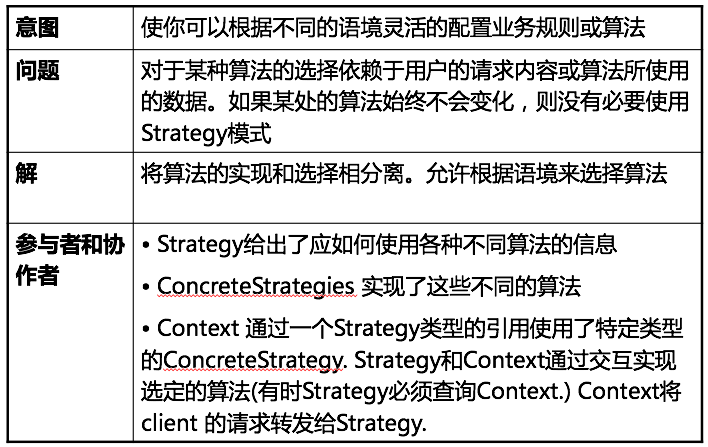 意图 使你可以根据不同的语境灵活的配置业务规则或算法
问题 对于某种算法的选择依赖于用户的请求内容或算法所使用
的数据。如果某处的算法始终不会变化，则没有必要使用
Strategy模式
解 将算法的实现和选择相分离。允许根据语境来选择算法
参与者和协 • Strategy给出了应如何使用各种不同算法的信息
作者
• ConcreteStrategies 实现了这些不同的算法
• Context 通过一个Strategy类型的引用使用了特定类型
的ConcreteStrategy. Strategy和Context通过交互实现
选定的算法(有时Strategy必须查询Context.) Context将
client 的请求转发给Strategy.